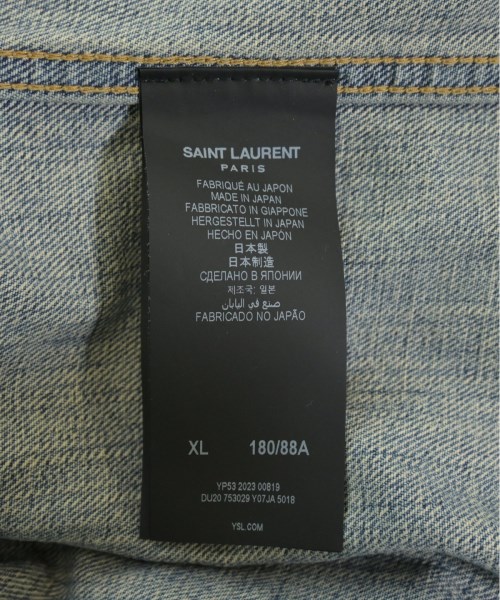 SAINT LAURENT
PARIS
FABRIQUÉ AU JAPON
MADE IN JAPAN
FABBRICATO IN GIAPPONE
HERGESTELLT IN JAPAN
HECHO EN JAPÓN
日本製
日本制造
СДЕЛАНО В ЯПОНИИ
제조국: 일본
صنع في اليابان
FABRICADO NO JAPÃO
XL 180/88A
YP53 2023 00819
DU20 753029 Y07JA 5018
YSL.COM